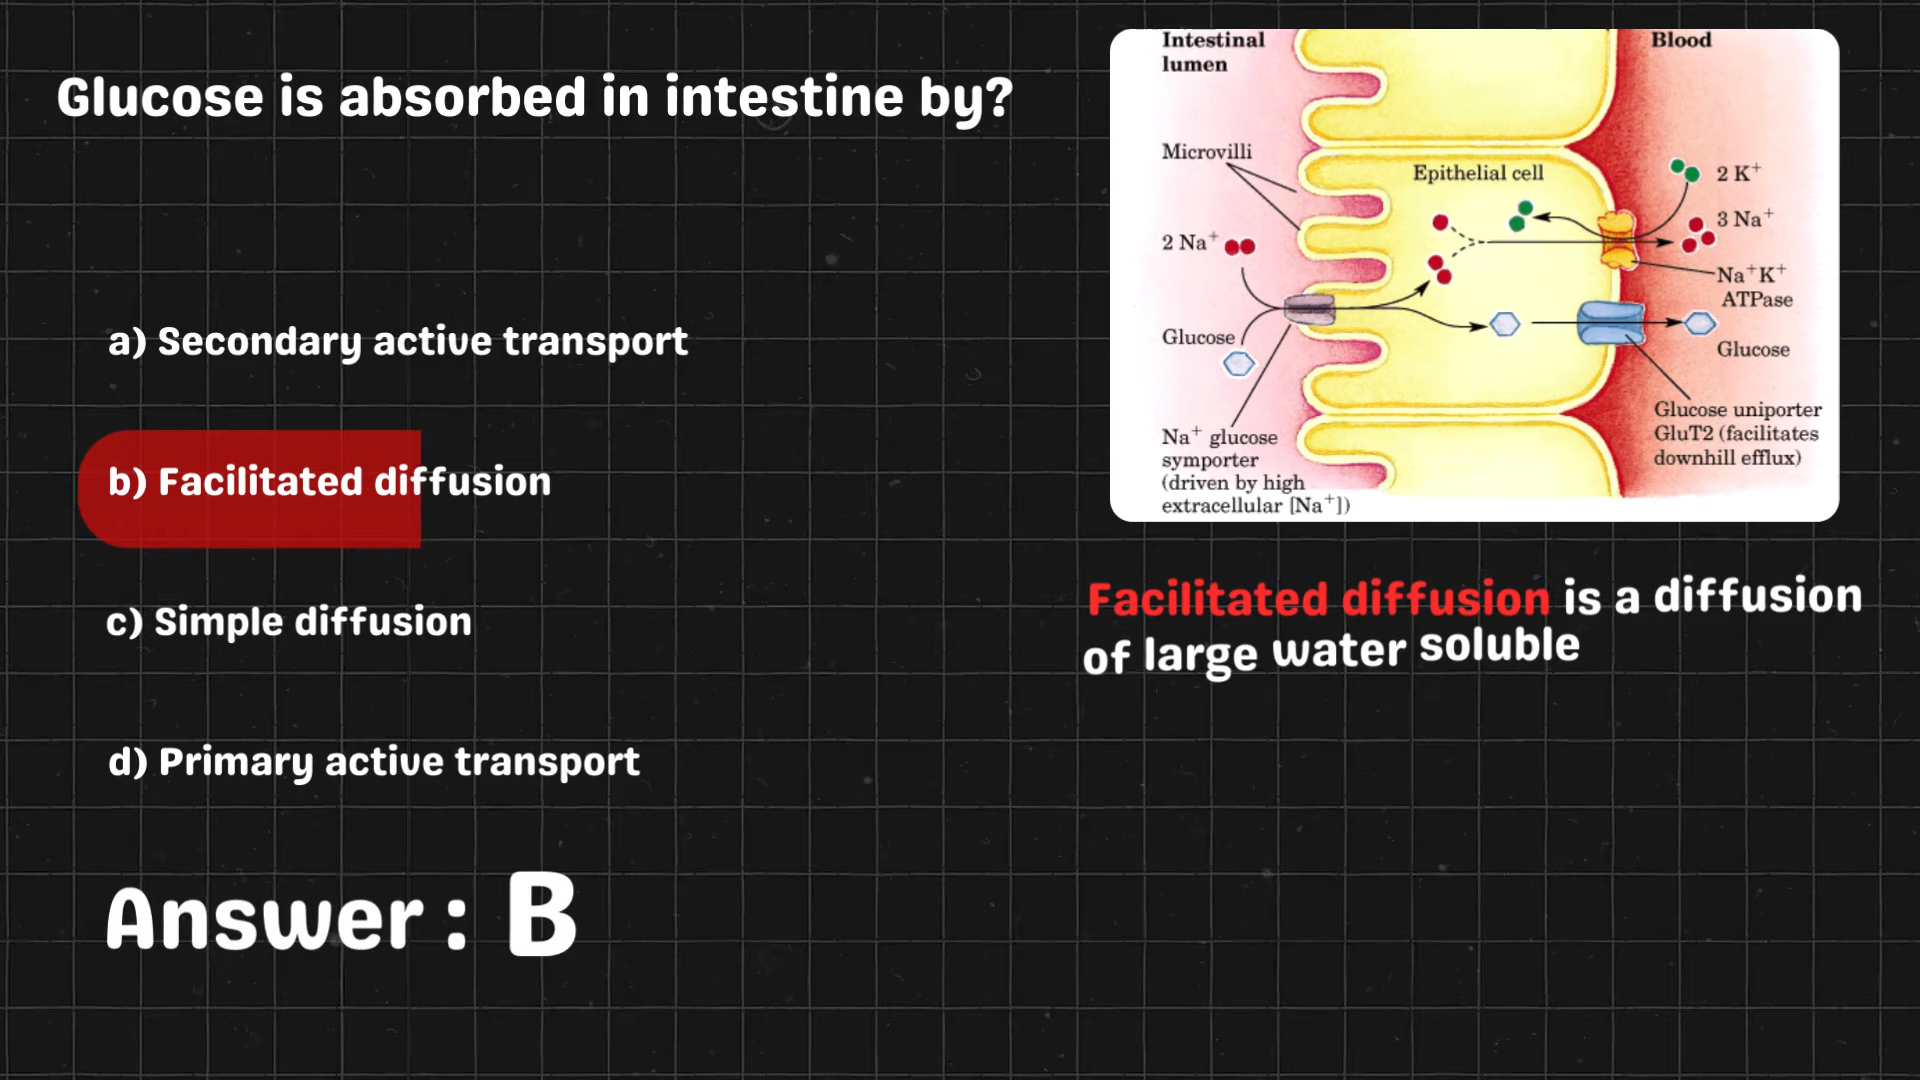 Glucose is absorbed in intestine by?
a) Secondary active transport
b) Facilitated diffusion
c) Simple diffusion
d) Primary active transport
Answer : B
Intestinal
lumen
Blood
Microvilli
Epithelial cell
2 K⁺
3 Na⁺
2 Na⁺
Na⁺K⁺
ATPase
Glucose
Glucose
Na⁺ glucose
symporter
(driven by high
extracellular [Na⁺])
Glucose uniporter
GluT2 (facilitates
downhill efflux)
Facilitated diffusion is a diffusion
of large water soluble